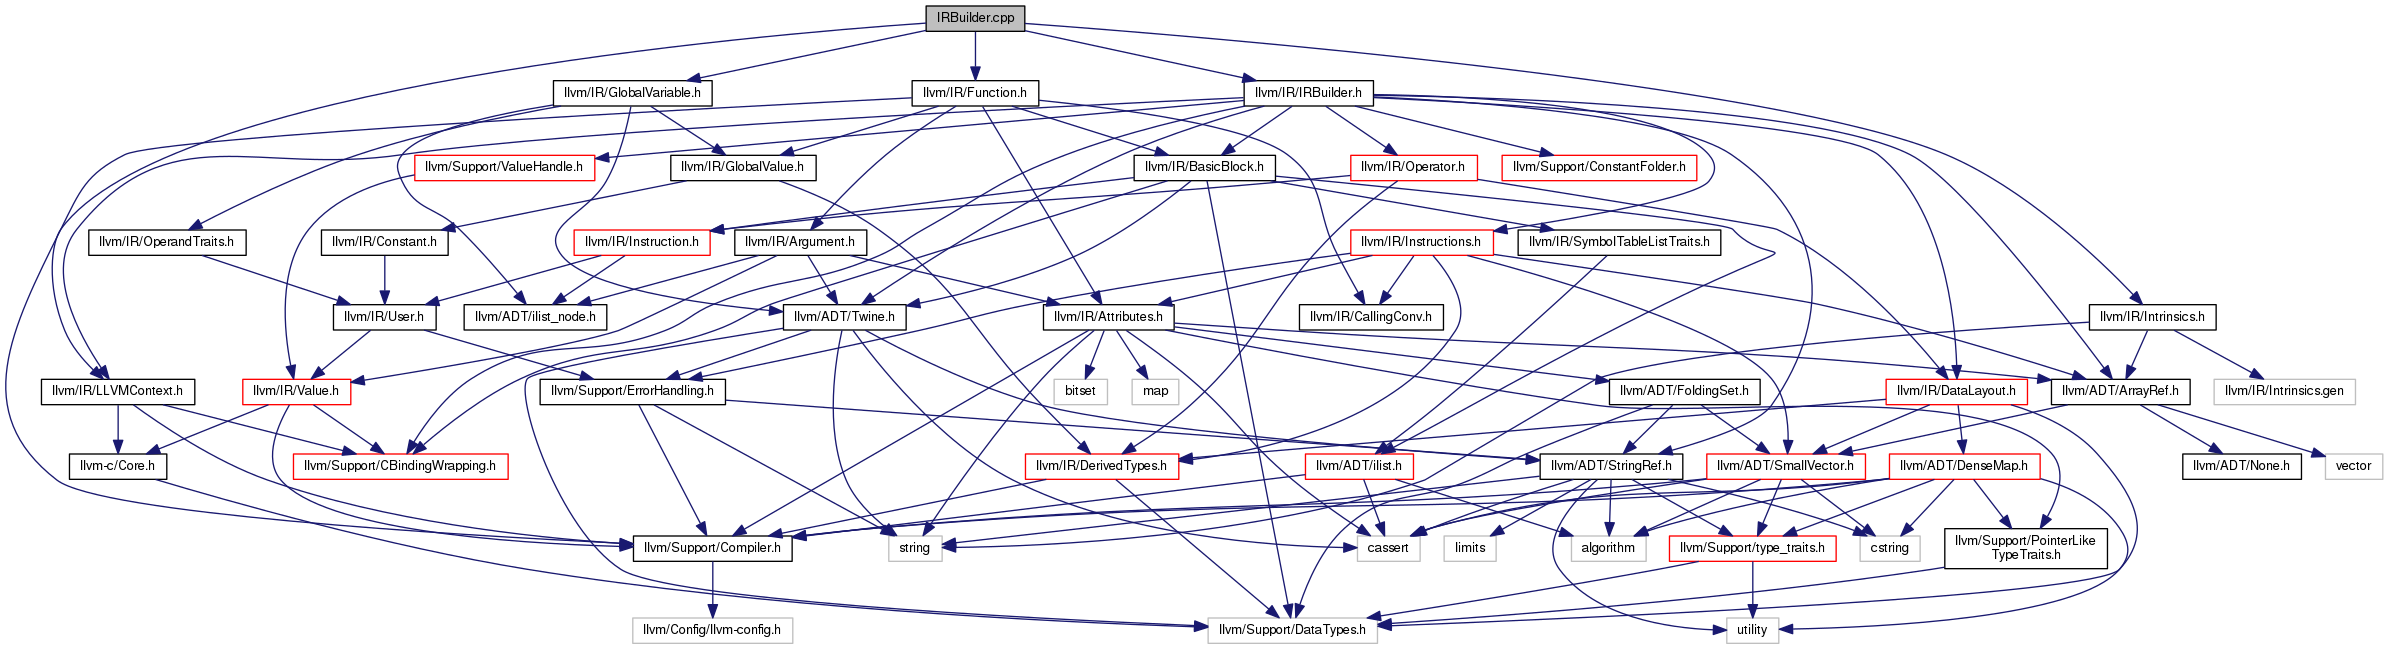 IRBuilder.cpp
llvm/IR/GlobalVariable.h
llvm/IR/Function.h
llvm/IR/IRBuilder.h
llvm/Support/ValueHandle.h
llvm/IR/GlobalValue.h
llvm/IR/BasicBlock.h
llvm/IR/Operator.h
llvm/Support/ConstantFolder.h
llvm/IR/OperandTraits.h
llvm/IR/Constant.h
llvm/IR/Instruction.h
llvm/IR/Argument.h
llvm/IR/Instructions.h
llvm/IR/SymbolTableListTraits.h
llvm/IR/User.h
llvm/ADT/ilist_node.h
llvm/ADT/Twine.h
llvm/IR/Attributes.h
llvm/IR/CallingConv.h
llvm/IR/Intrinsics.h
llvm/IR/LLVMContext.h
llvm/IR/Value.h
llvm/Support/ErrorHandling.h
bitset
map
llvm/ADT/FoldingSet.h
llvm/IR/DataLayout.h
llvm/ADT/ArrayRef.h
llvm/IR/Intrinsics.gen
llvm-c/Core.h
llvm/Support/CBindingWrapping.h
llvm/IR/DerivedTypes.h
llvm/ADT/ilist.h
llvm/ADT/StringRef.h
llvm/ADT/SmallVector.h
llvm/ADT/DenseMap.h
llvm/ADT/None.h
vector
llvm/Support/Compiler.h
string
cassert
limits
algorithm
llvm/Support/type_traits.h
cstring
llvm/Support/PointerLike
TypeTraits.h
llvm/Config/llvm-config.h
llvm/Support/DataTypes.h
utility